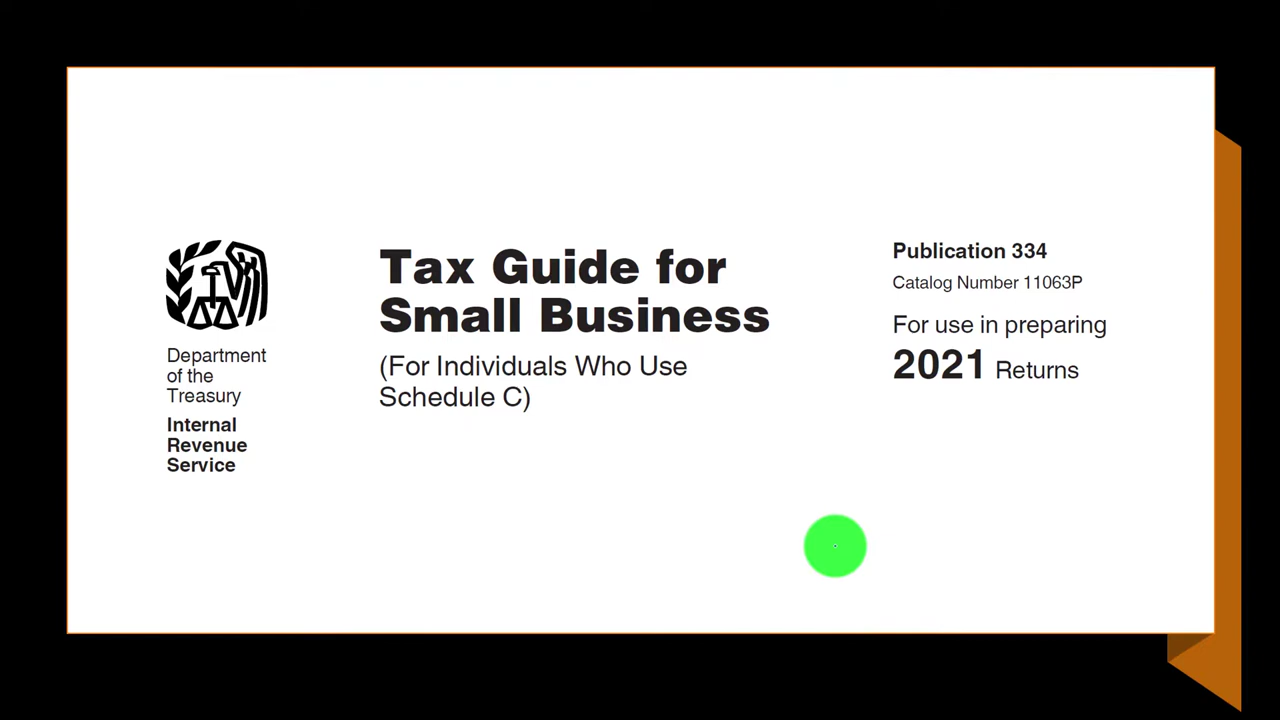 Department
of the
Treasury
Internal
Revenue
Service
Tax Guide for
Small Business
(For Individuals Who Use
Schedule C)
Publication 334
Catalog Number 11063P
For use in preparing
2021 Returns